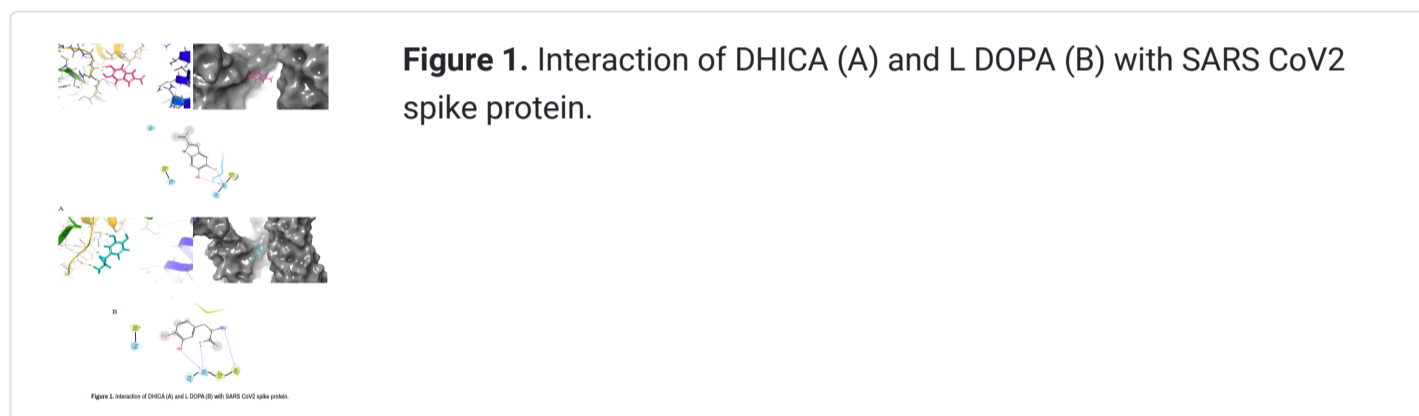 Figure 1. Interaction of DHICA (A) and L DOPA (B) with SARS CoV2
spike protein.
A
B
Figure 1. Interaction of DHICA (A) and L DOPA (B) with SARS CoV2 spike protein.